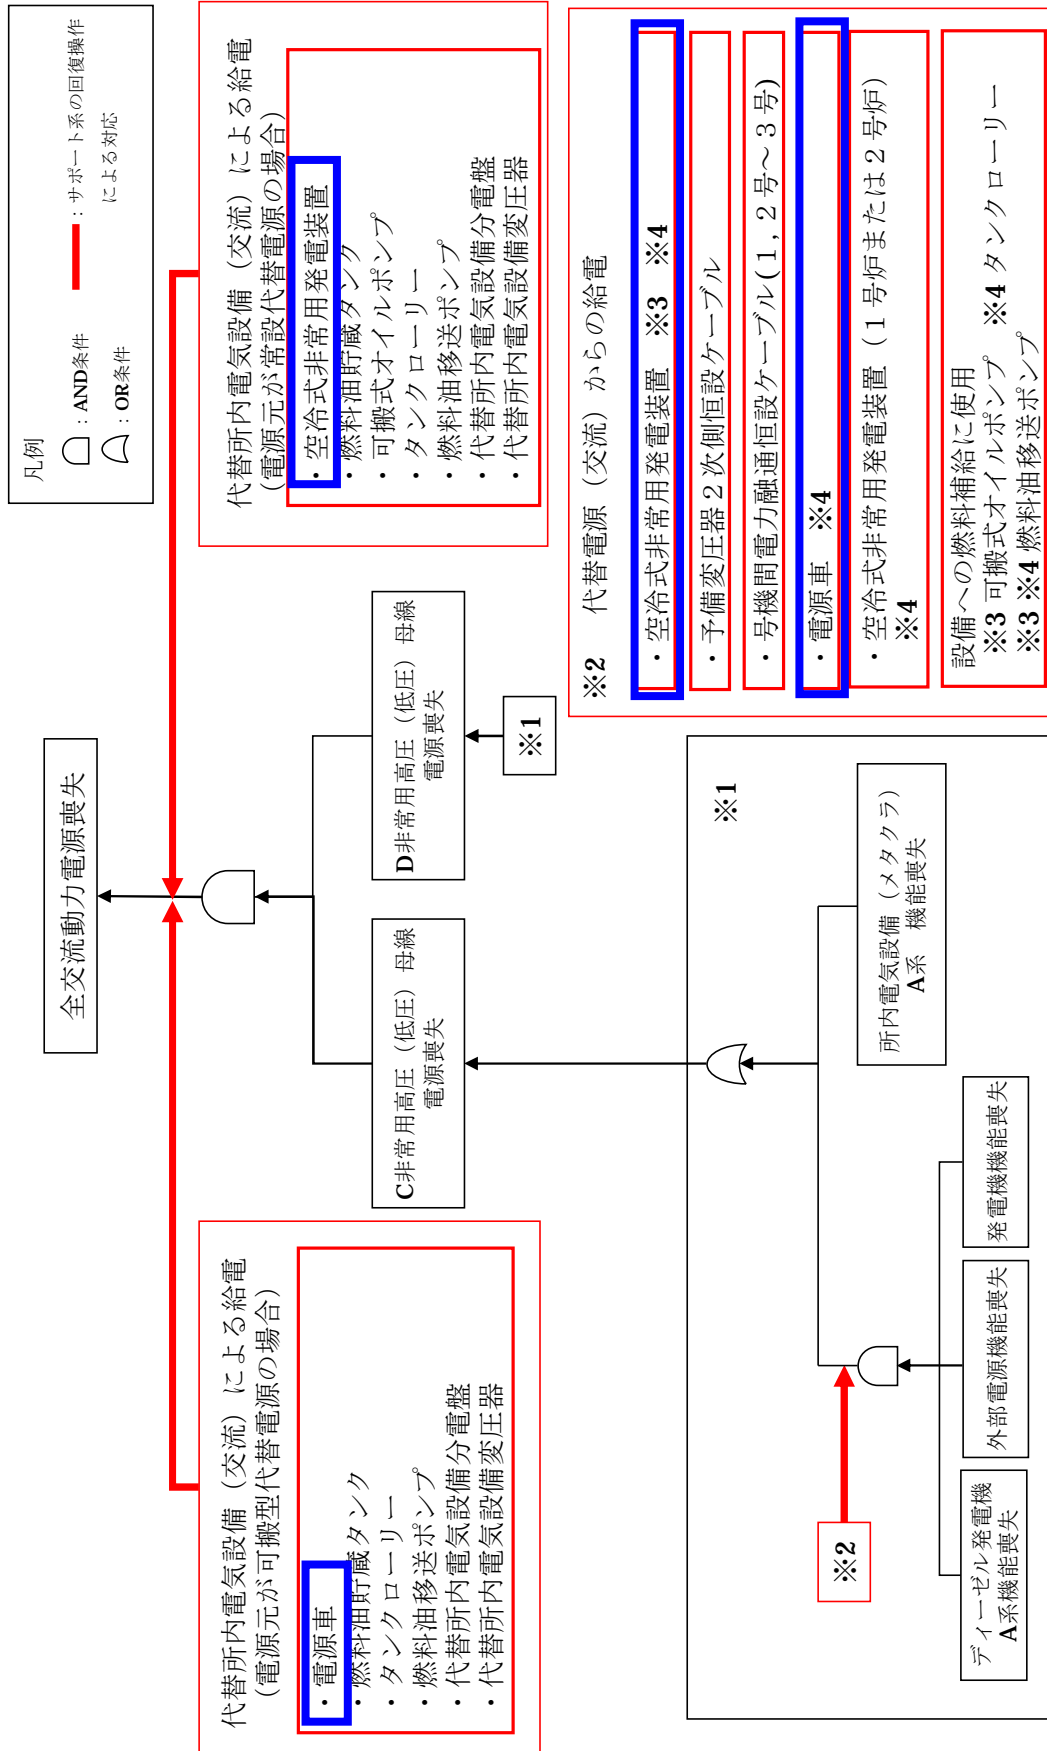 全交流動力電源喪失
凡例
：AND条件
：OR条件
：サポート系の回復操作
による対応
代替所内電気設備（交流）による給電
（電源元が可搬型代替電源の場合）
・電源車
・燃料油貯蔵タンク
・タンクローリー
・燃料油移送ポンプ
・代替所内電気設備分電盤
・代替所内電気設備変圧器
代替所内電気設備（交流）による給電
（電源元が常設代替電源の場合）
・空冷式非常用発電装置
・燃料油貯蔵タンク
・可搬式オイルポンプ
・タンクローリー
・燃料油移送ポンプ
・代替所内電気設備分電盤
・代替所内電気設備変圧器
C非常用高圧（低圧）母線
電源喪失
D非常用高圧（低圧）母線
電源喪失
※1
※1
所内電気設備（メタクラ）
A系　機能喪失
※2
ディーゼル発電機
A系機能喪失
外部電源機能喪失
発電機機能喪失
※2　代替電源（交流）からの給電
・空冷式非常用発電装置　※3　※4
・予備変圧器２次側恒設ケーブル
・号機間電力融通恒設ケーブル(１，２号～３号)
・電源車　※4
・空冷式非常用発電装置（１号炉または２号炉）
※4
設備への燃料補給に使用
※3 可搬式オイルポンプ　※4 タンクローリー
※3 ※4 燃料油移送ポンプ